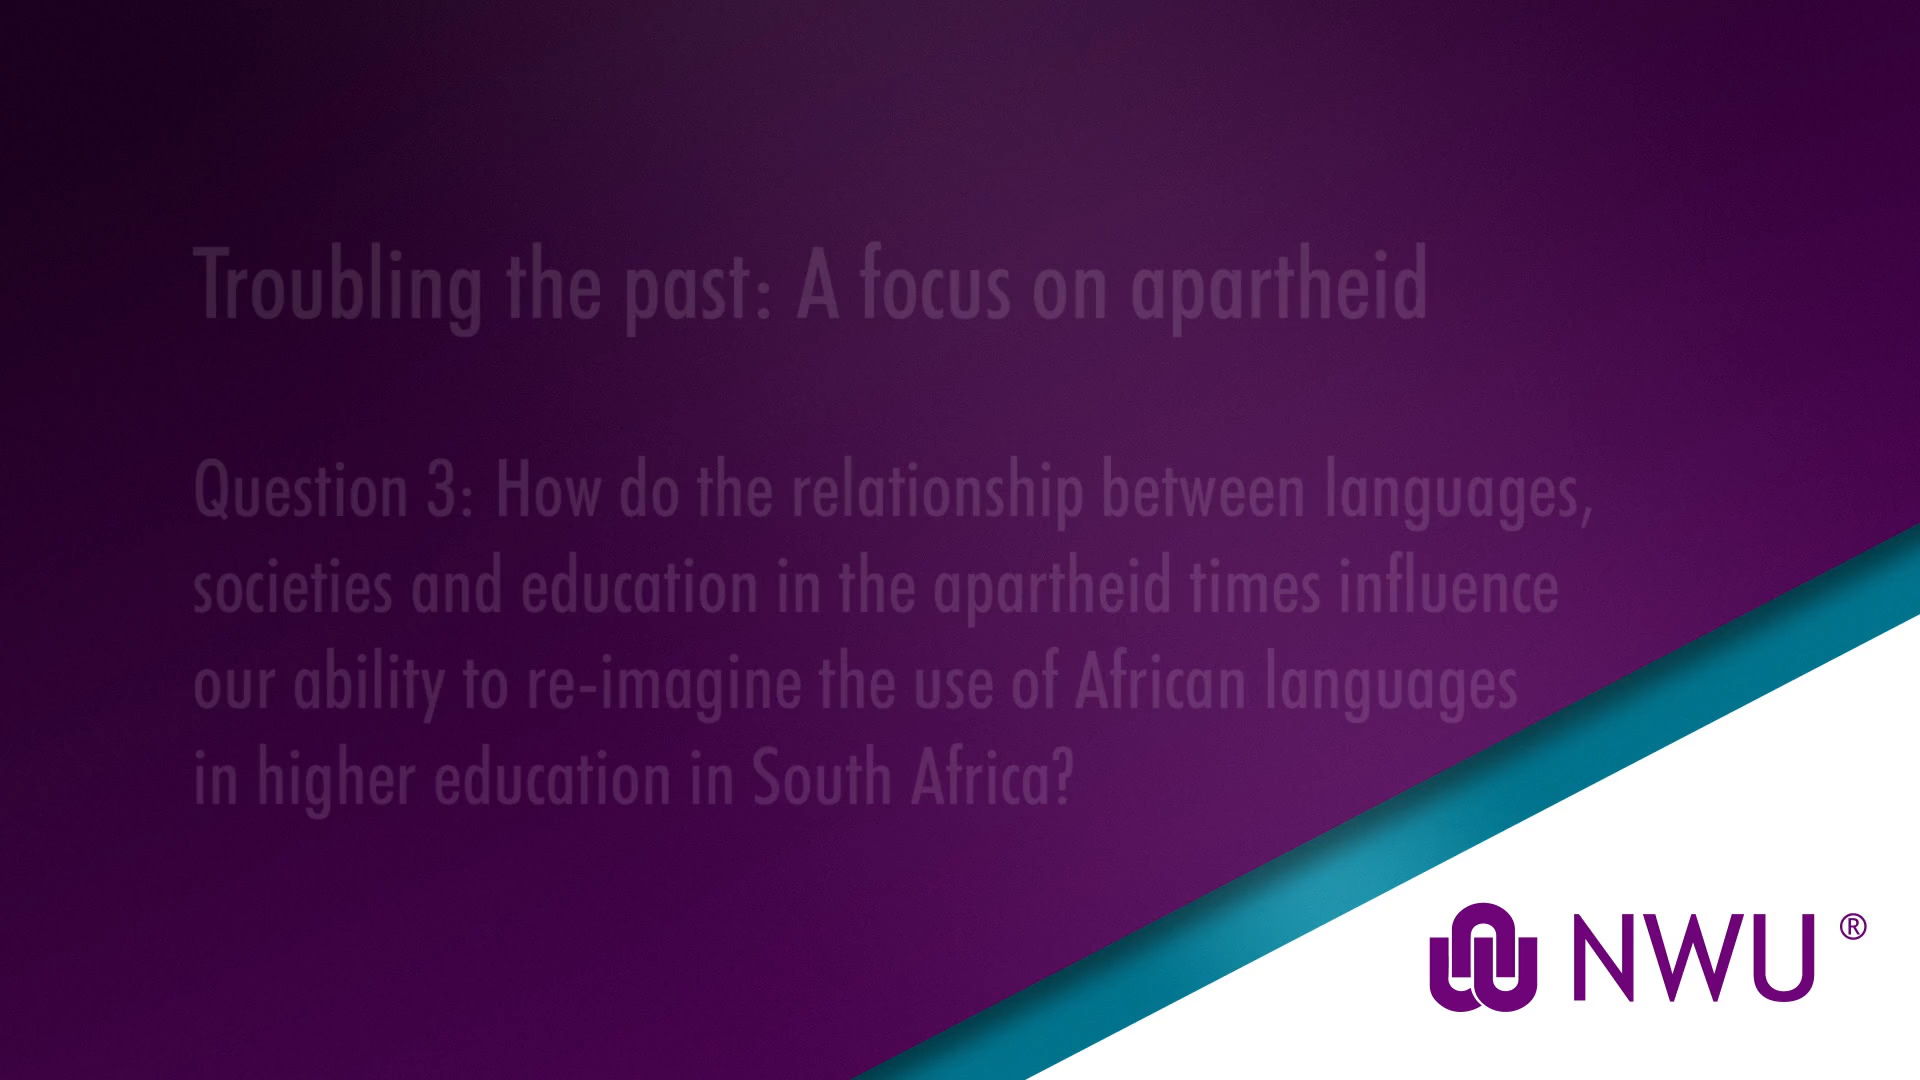 Troubling the past: A focus on apartheid
Question 3: How do the relationship between languages,
societies and education in the apartheid times influence
our ability to re-imagine the use of African languages
in higher education in South Africa?
NWU ®